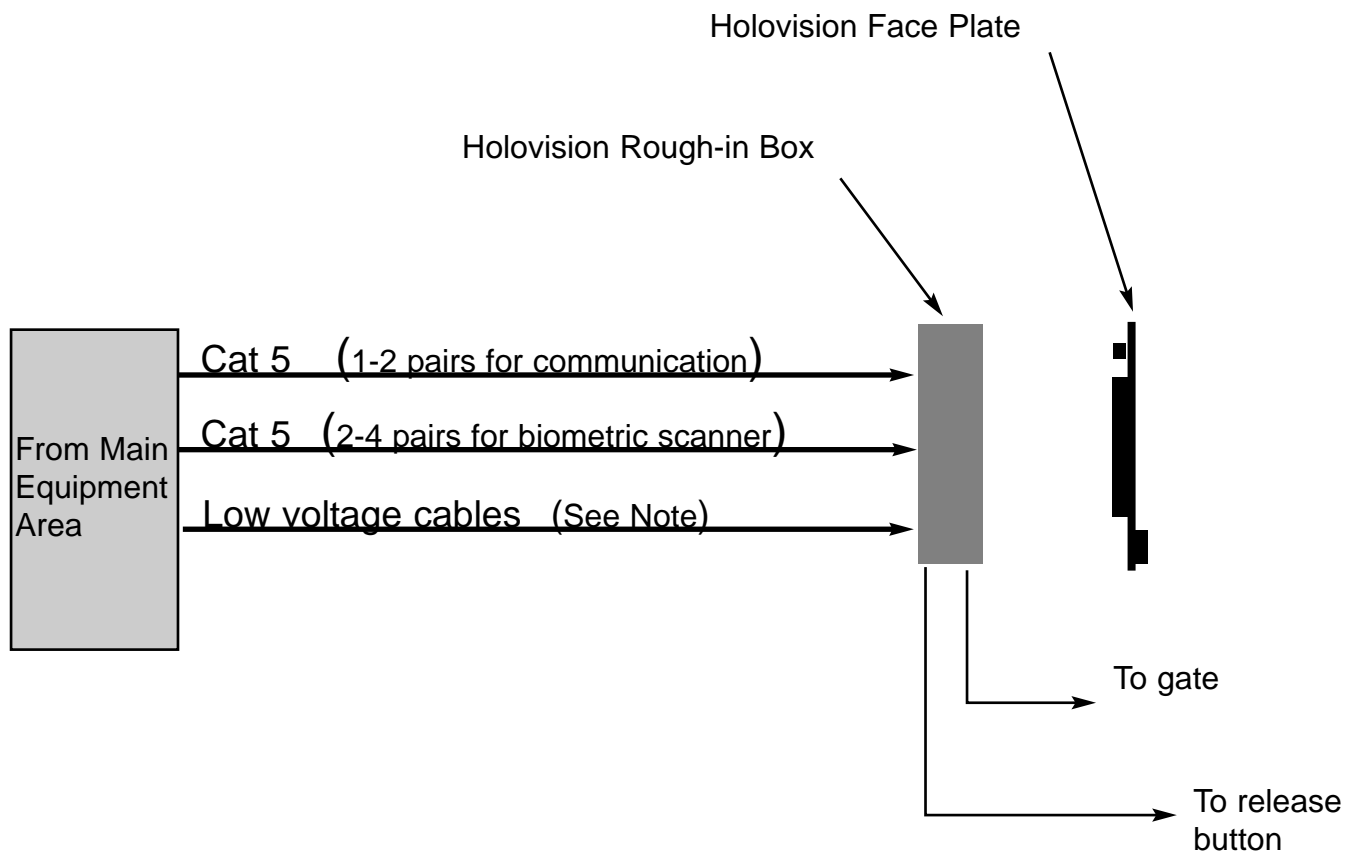 Holovision Face Plate
Holovision Rough-in Box
Cat 5 (1-2 pairs for communication)
Cat 5 (2-4 pairs for biometric scanner)
Low voltage cables (See Note)
From Main
Equipment
Area
To gate
To release
button